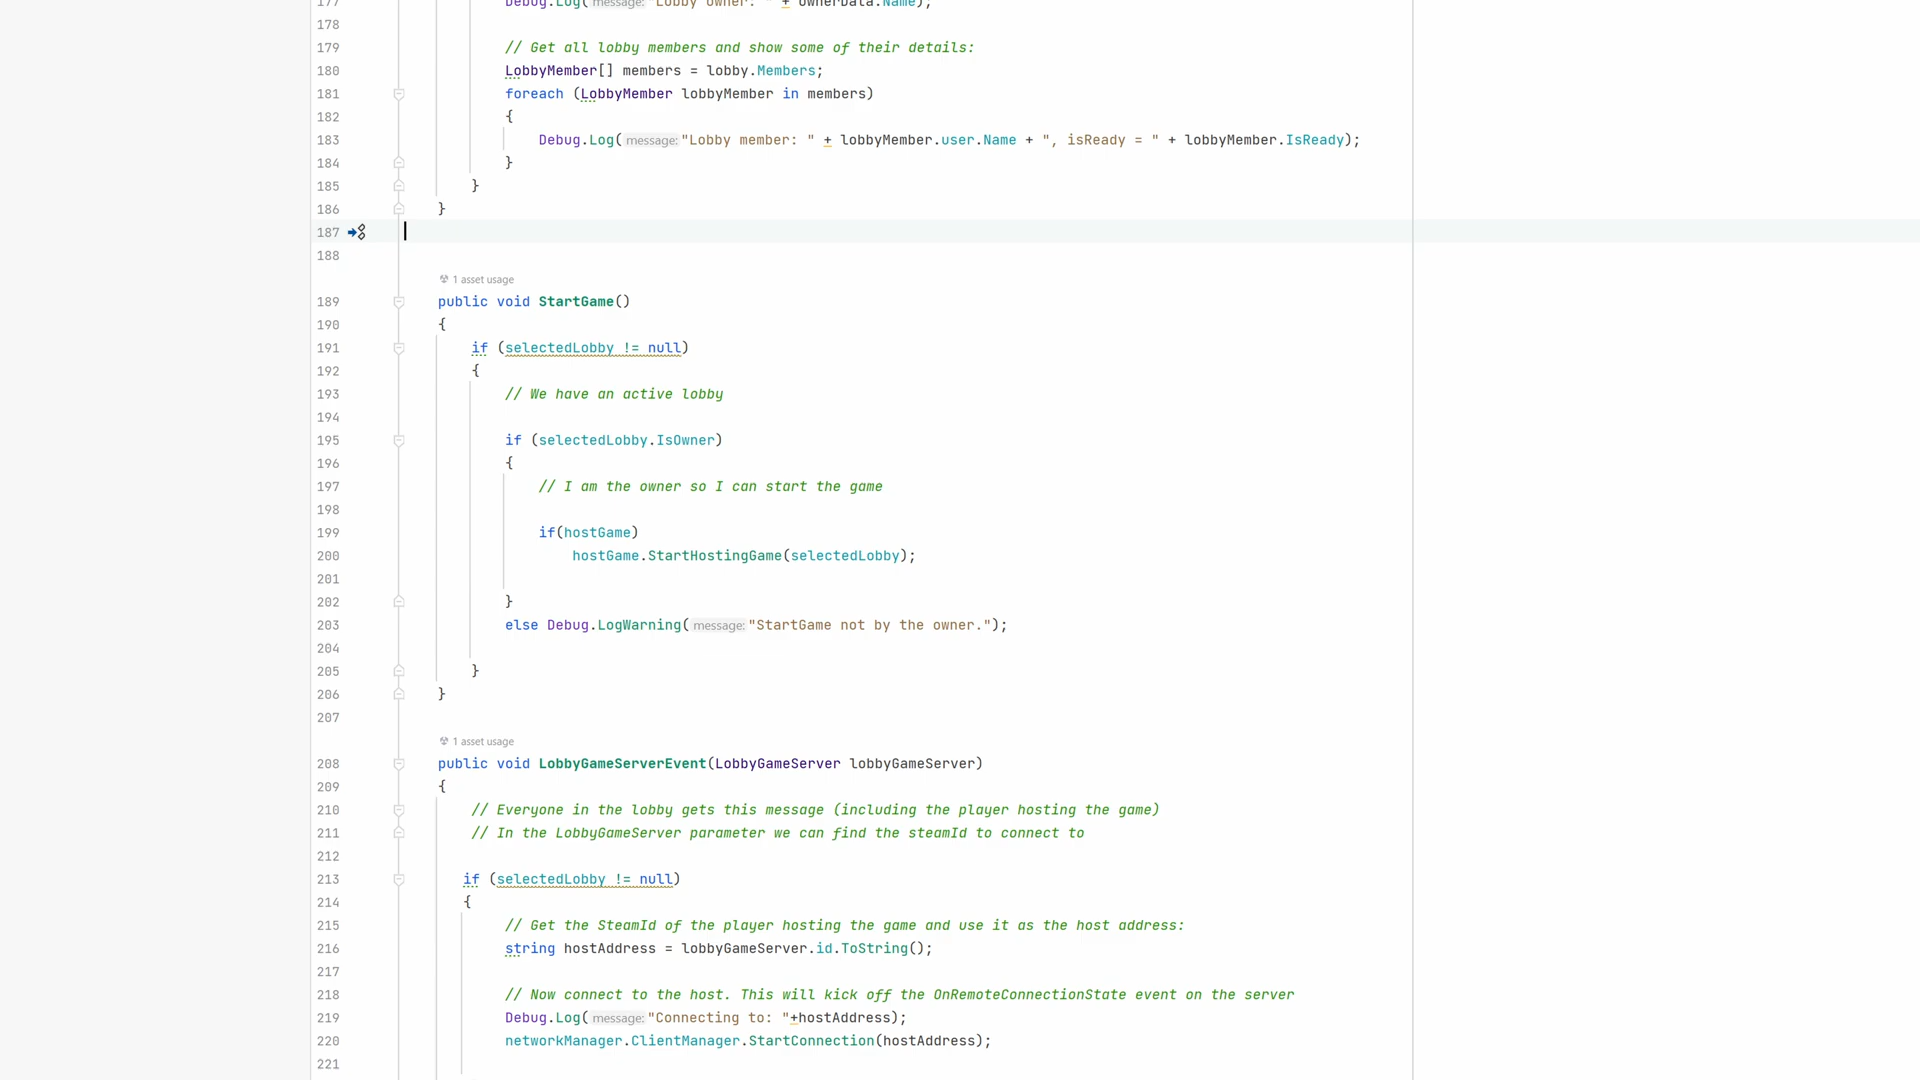 177 Debug.Log( message: "Lobby owner: " + ownerData.Name);
178
179 // Get all lobby members and show some of their details:
180 LobbyMember[] members = lobby.Members;
181 foreach (LobbyMember lobbyMember in members)
182 {
183 Debug.Log( message: "Lobby member: " + lobbyMember.user.Name + ", isReady = " + lobbyMember.IsReady);
184 }
185 }
186 }
187
188
1 asset usage
189 public void StartGame()
190 {
191 if (selectedLobby != null)
192 {
193 // We have an active lobby
194
195 if (selectedLobby.IsOwner)
196 {
197 // I am the owner so I can start the game
198
199 if(hostGame)
200 hostGame.StartHostingGame(selectedLobby);
201
202 }
203 else Debug.LogWarning( message: "StartGame not by the owner.");
204
205 }
206 }
207
1 asset usage
208 public void LobbyGameServerEvent(LobbyGameServer lobbyGameServer)
209 {
210 // Everyone in the lobby gets this message (including the player hosting the game)
211 // In the LobbyGameServer parameter we can find the steamId to connect to
212
213 if (selectedLobby != null)
214 {
215 // Get the SteamId of the player hosting the game and use it as the host address:
216 string hostAddress = lobbyGameServer.id.ToString();
217
218 // Now connect to the host. This will kick off the OnRemoteConnectionState event on the server
219 Debug.Log( message: "Connecting to: "+hostAddress);
220 networkManager.ClientManager.StartConnection(hostAddress);
221